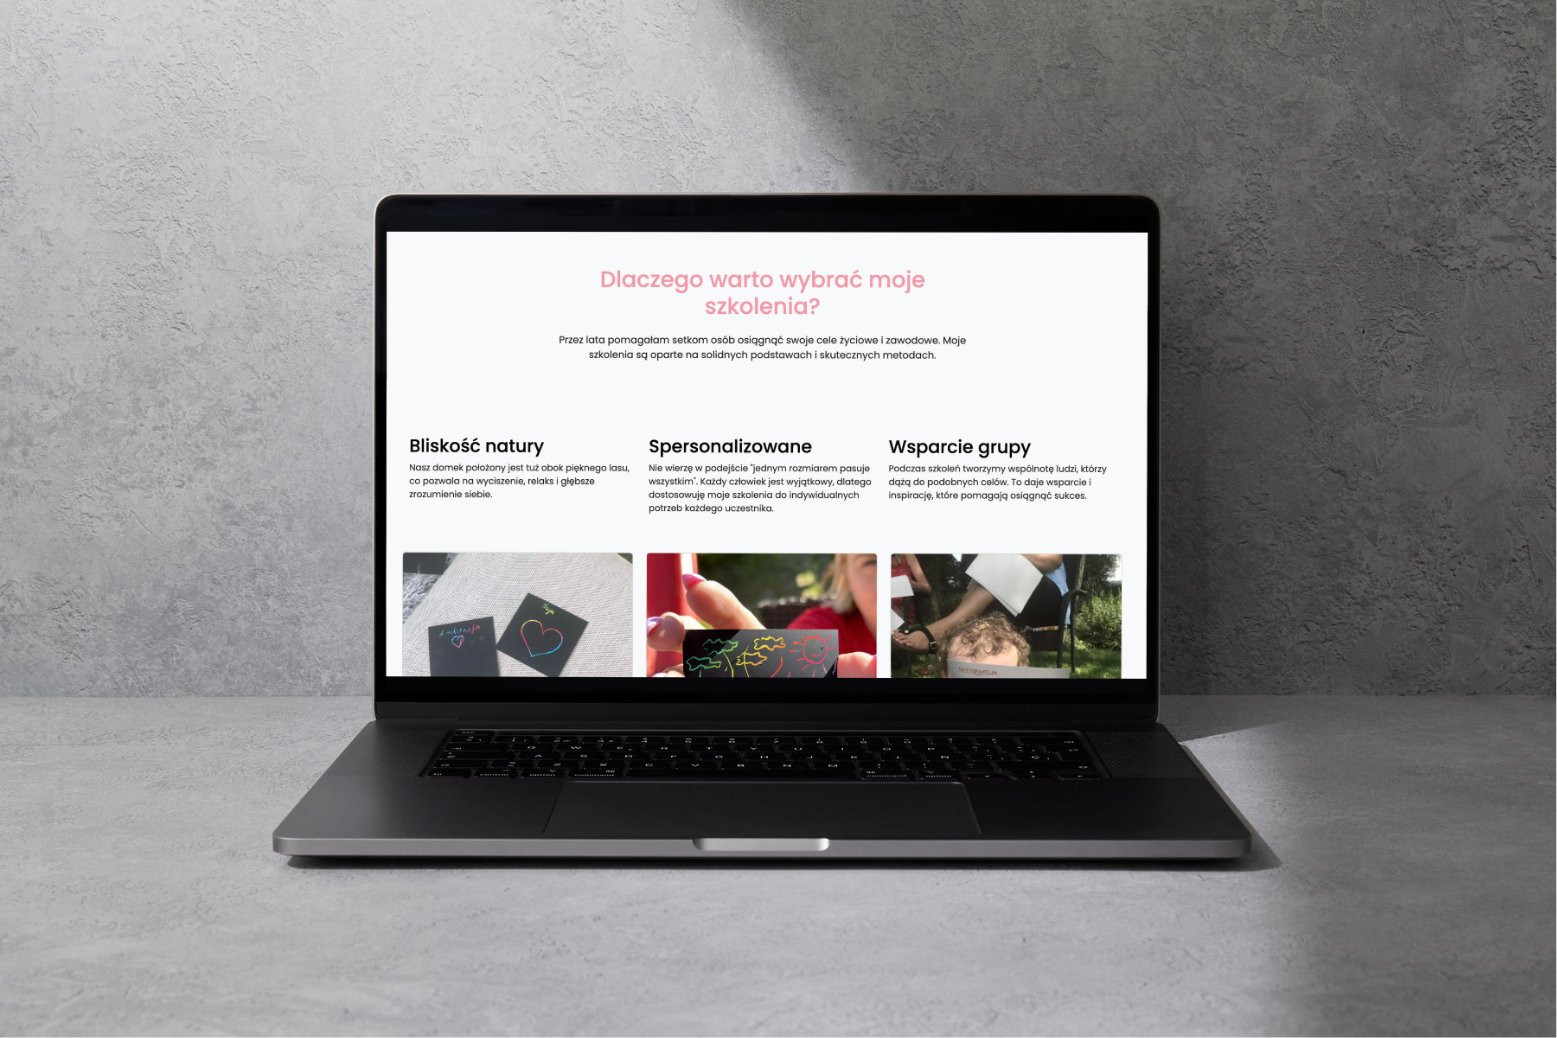 Dlaczego warto wybrać moje
szkolenia?
Przez lata pomagałam setkom osób osiągnąć swoje cele życiowe i zawodowe. Moje
szkolenia są oparte na solidnych podstawach i skutecznych metodach.
Bliskość natury
Nasz domek położony jest tuż obok pięknego lasu,
co pozwala na wyciszenie, relaks i głębsze
zrozumienie siebie.
Spersonalizowane
Nie wierzę w podejście "jednym rozmiarem pasuje
wszystkim". Każdy człowiek jest wyjątkowy, dlatego
dostosowuję moje szkolenia do indywidualnych
potrzeb każdego uczestnika.
Wsparcie grupy
Podczas szkoleń tworzymy wspólnotę ludzi, którzy
dążą do podobnych celów. To daje wsparcie i
inspirację, które pomagają osiągnąć sukces.
command
option
command
option